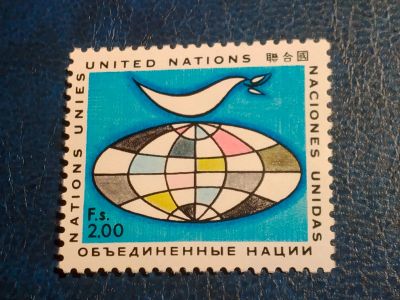 UNITED NATIONS 聯合國
NATIONS UNIES
NACIONES UNIDAS
F.s.
2.00
ОБЪЕДИНЕННЫЕ НАЦИИ